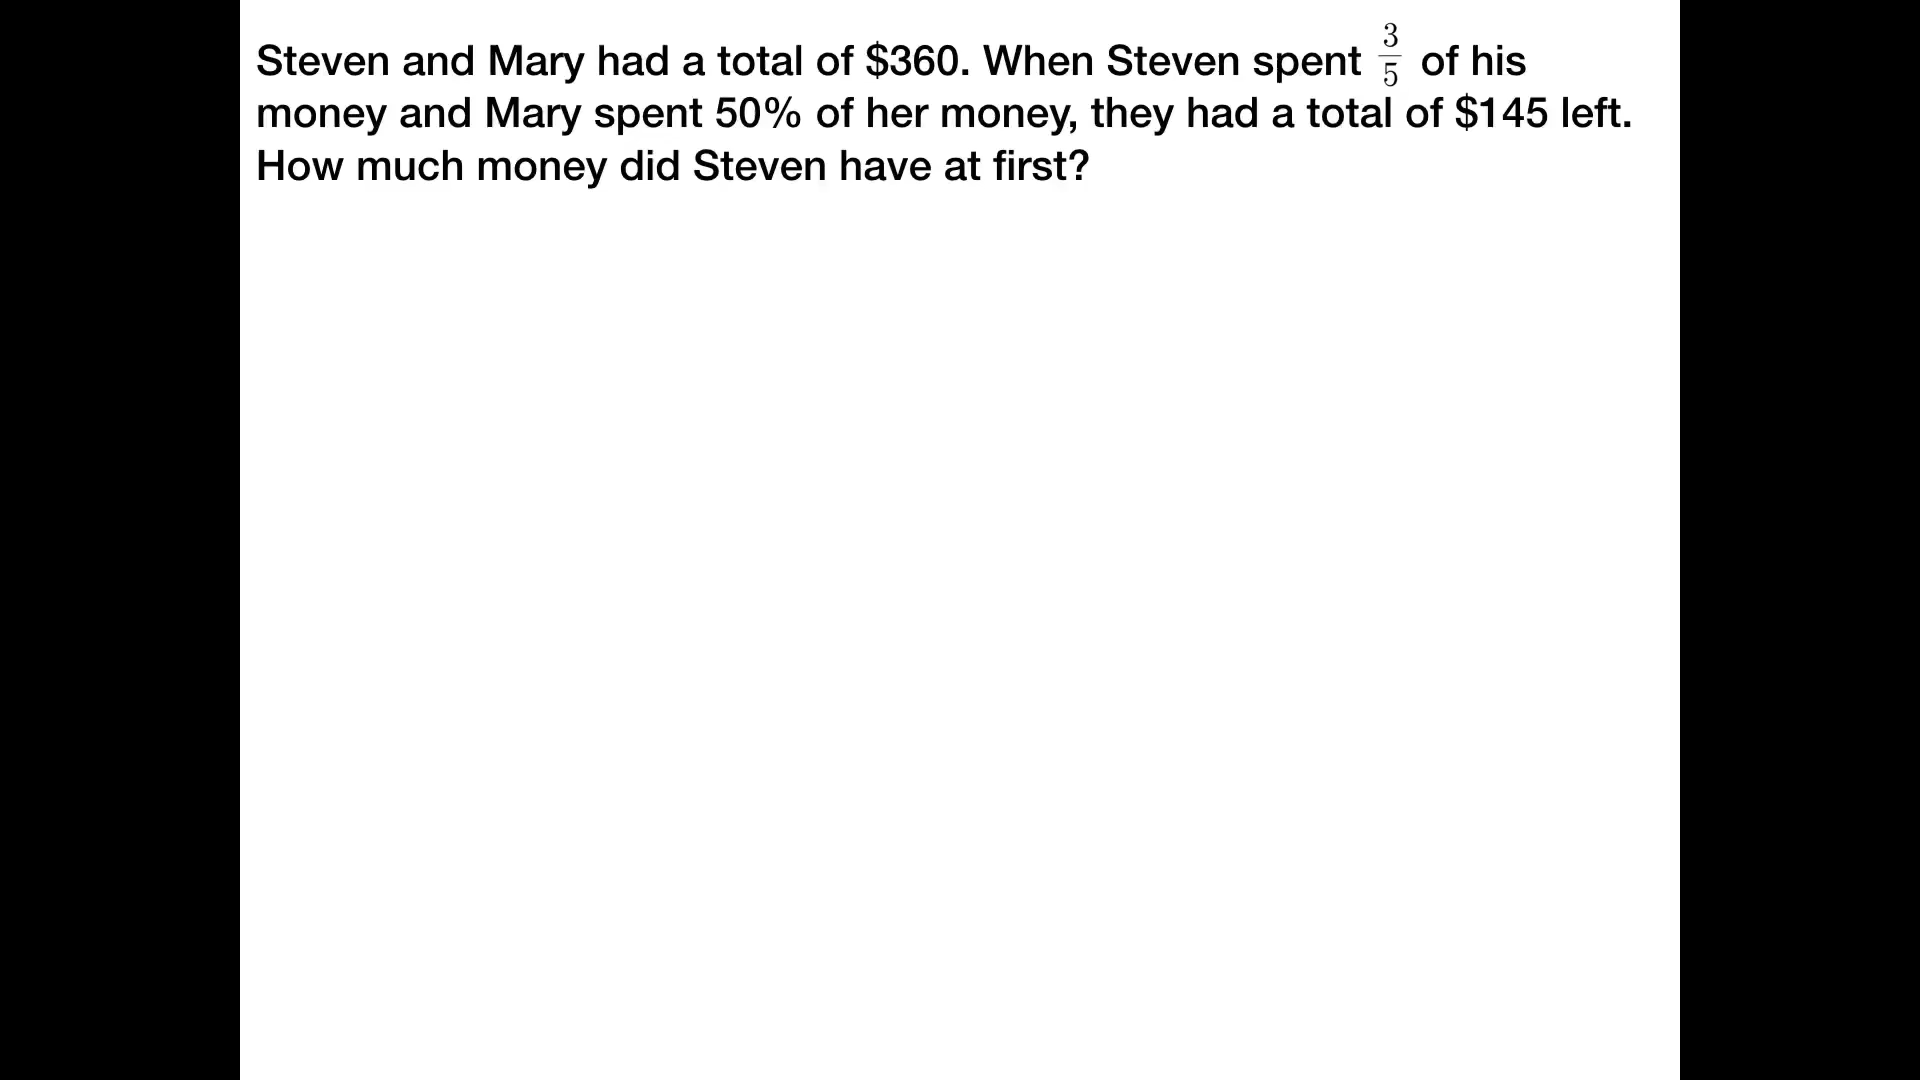 Steven and Mary had a total of $360. When Steven spent 3/5 of his
money and Mary spent 50% of her money, they had a total of $145 left.
How much money did Steven have at first?